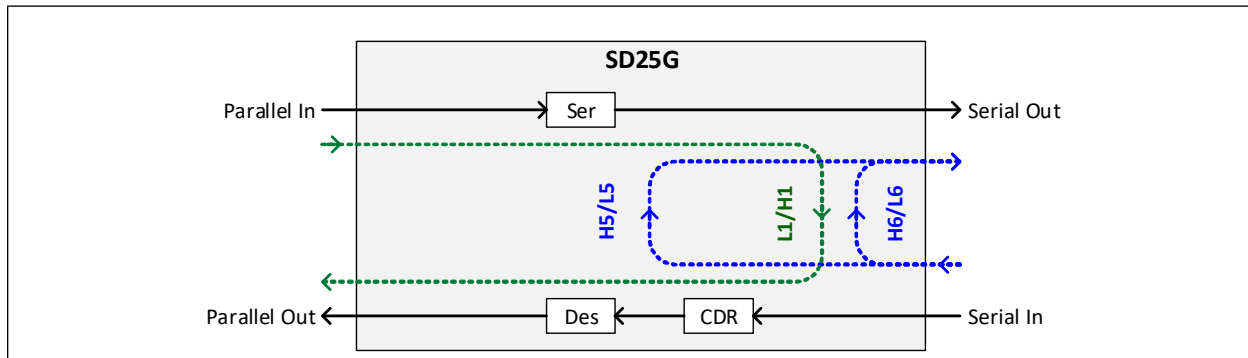 SD25G
Parallel In
Ser
Serial Out
H5/L5
L1/H1
H6/L6
Parallel Out
Des
CDR
Serial In